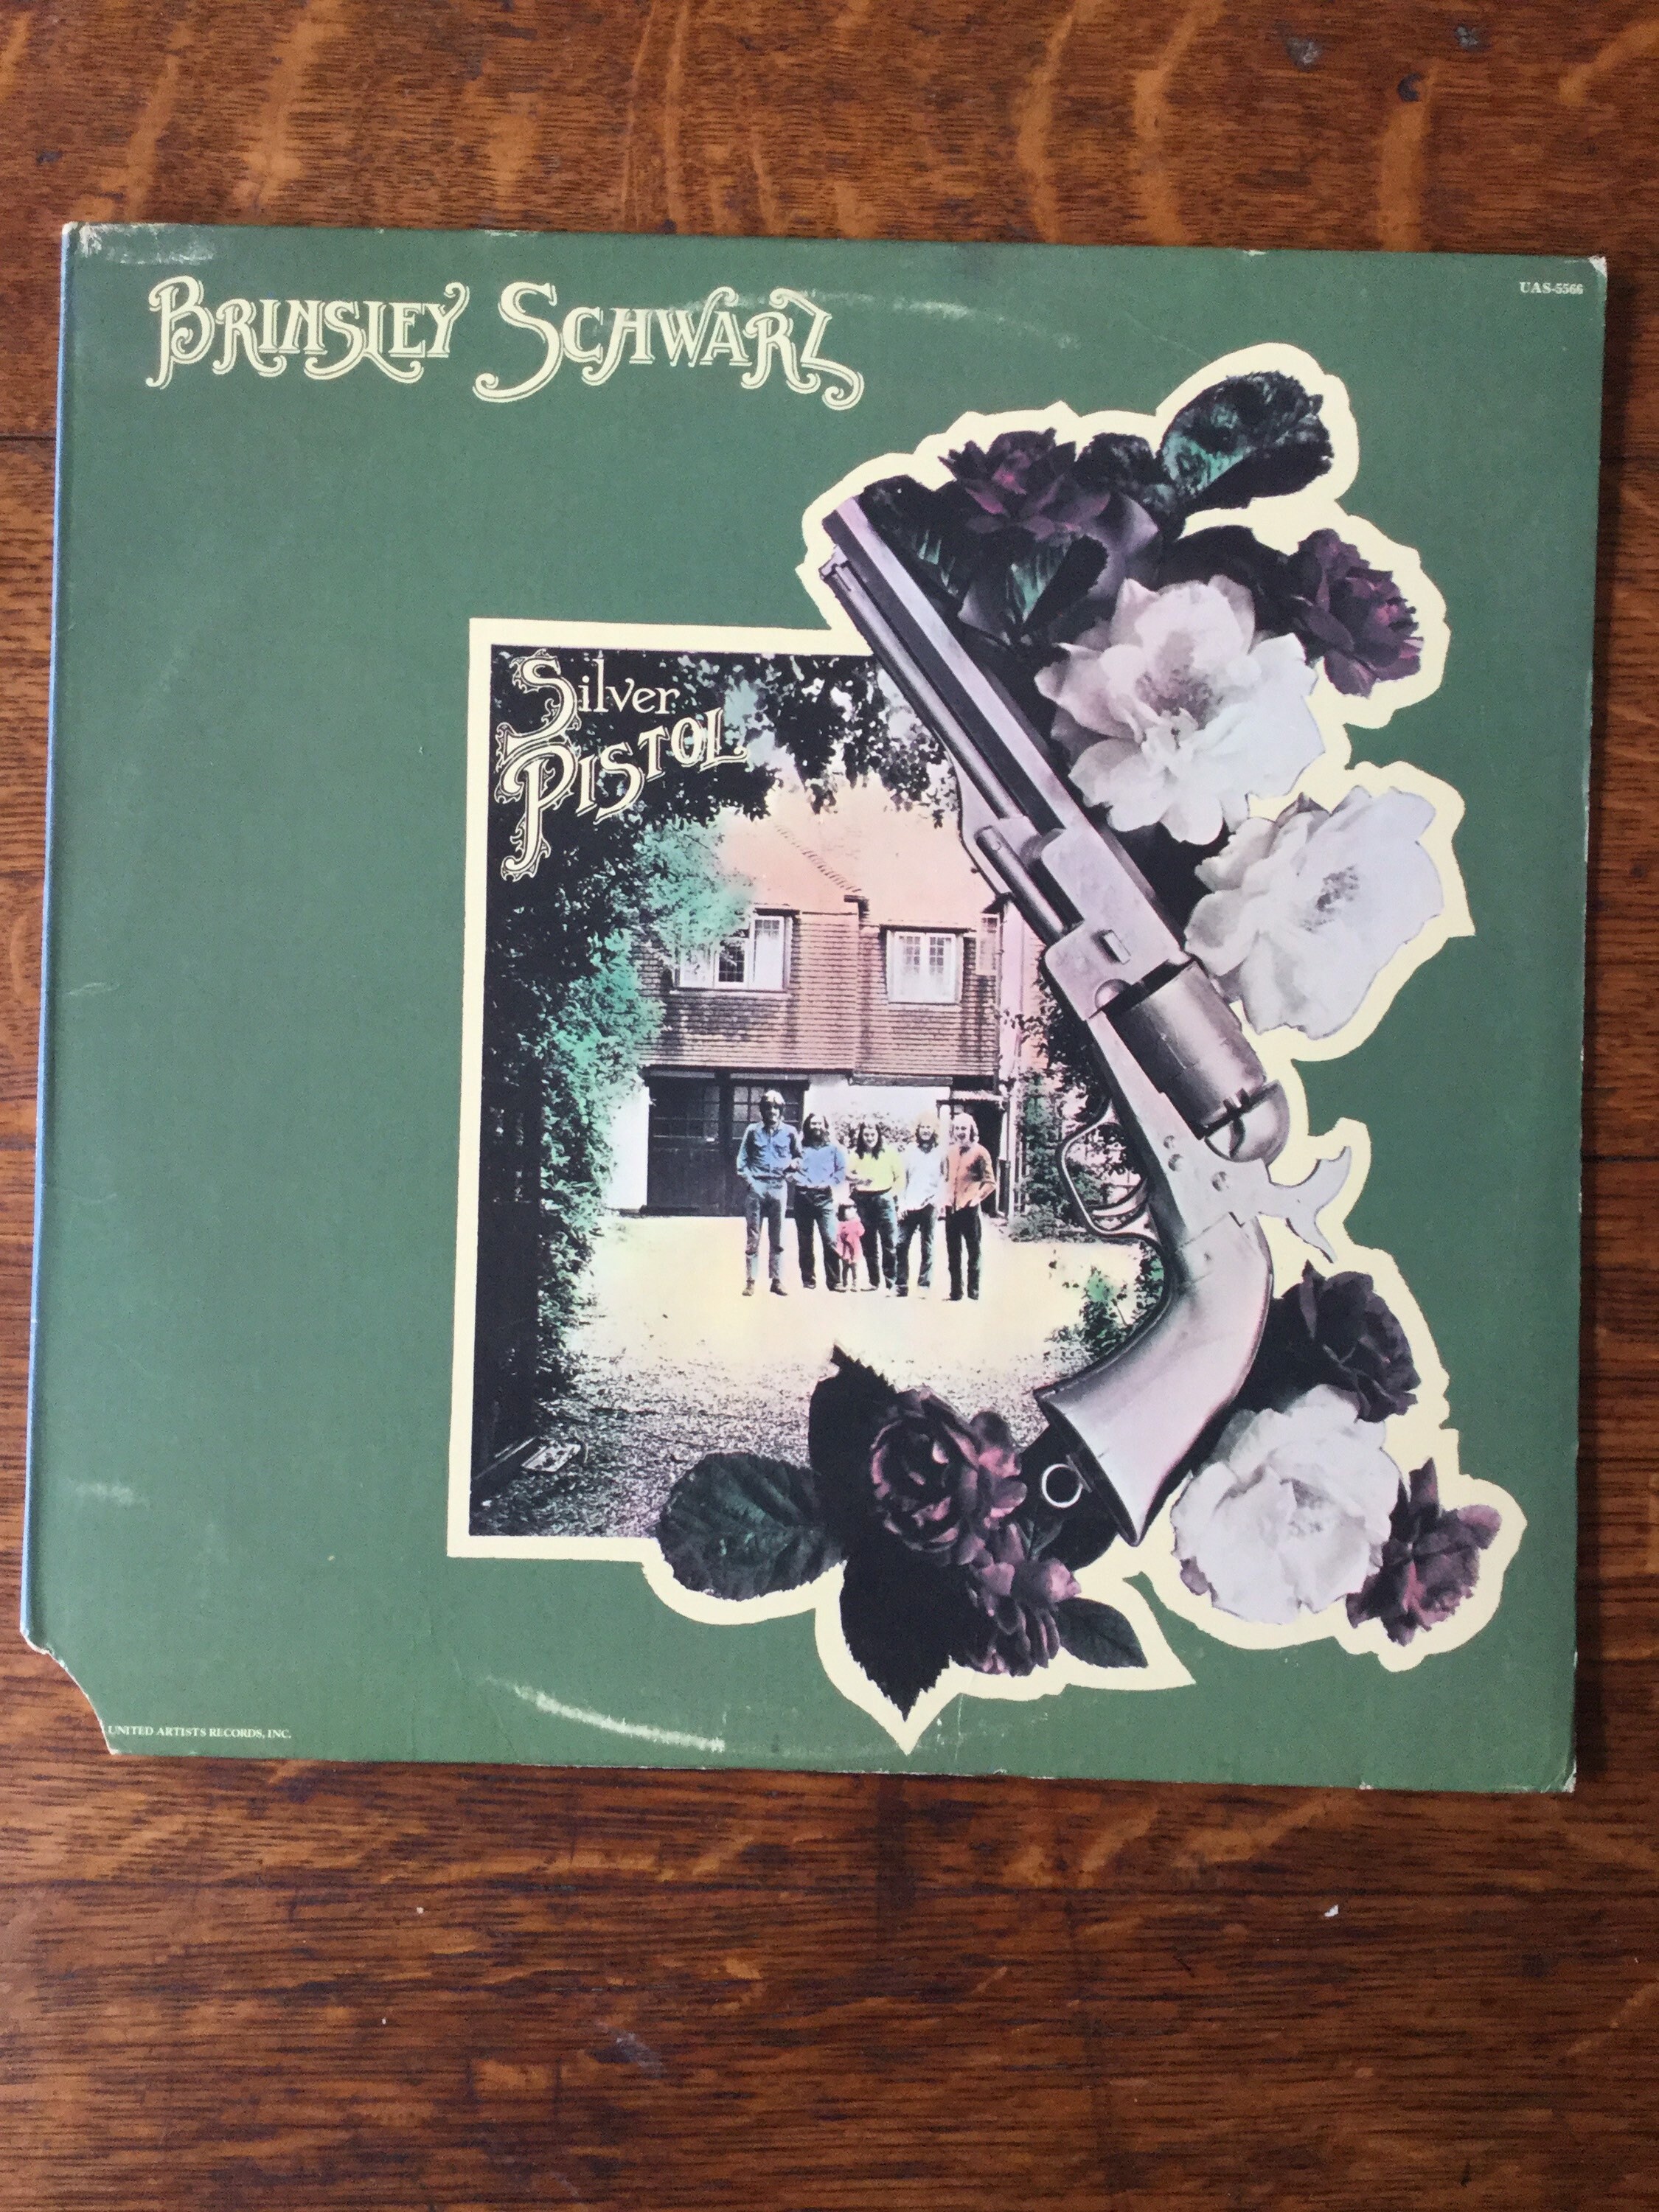 BRINSLEY SCHWARZ
UAS-5566
Silver
PISTOL
UNITED ARTISTS RECORDS, INC.